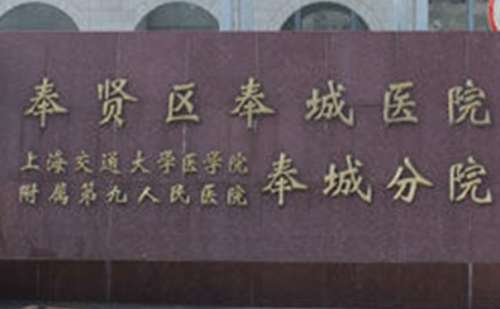 奉贤区奉城医院
上海交通大学医学院
附属第九人民医院
奉城分院